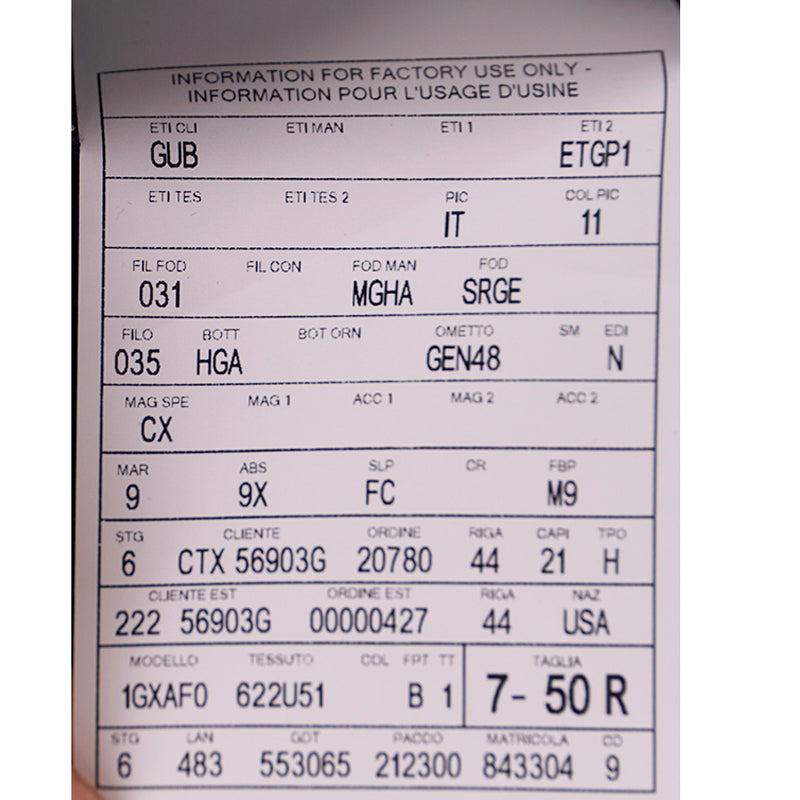 INFORMATION FOR FACTORY USE ONLY -
INFORMATION POUR L'USAGE D'USINE
ETI CLI ETI MAN ETI 1 ETI 2
GUB ETGP1
ETI TES ETI TES 2 PIC COL PIC
IT 11
FIL FOD FIL CON FOD MAN FOD
031 MGHA SRGE
FILO BOTT BOT ORN OMETTO SM EDI
035 HGA GEN48 N
MAG SPE MAG 1 ACC 1 MAG 2 ACC 2
CX
MAR ABS SLP CR FBP
9 9X FC M9
STG CLIENTE ORDINE RIGA CAPI TPO
6 CTX 56903G 20780 44 21 H
CLIENTE EST ORDINE EST RIGA NAZ
222 56903G 00000427 44 USA
MODELLO TESSUTO COL FPT TT TAGLIA
1GXAF0 622U51 B 1 7- 50 R
STG LAN GDT PACCO MATRICOLA CD
6 483 553065 212300 843304 9